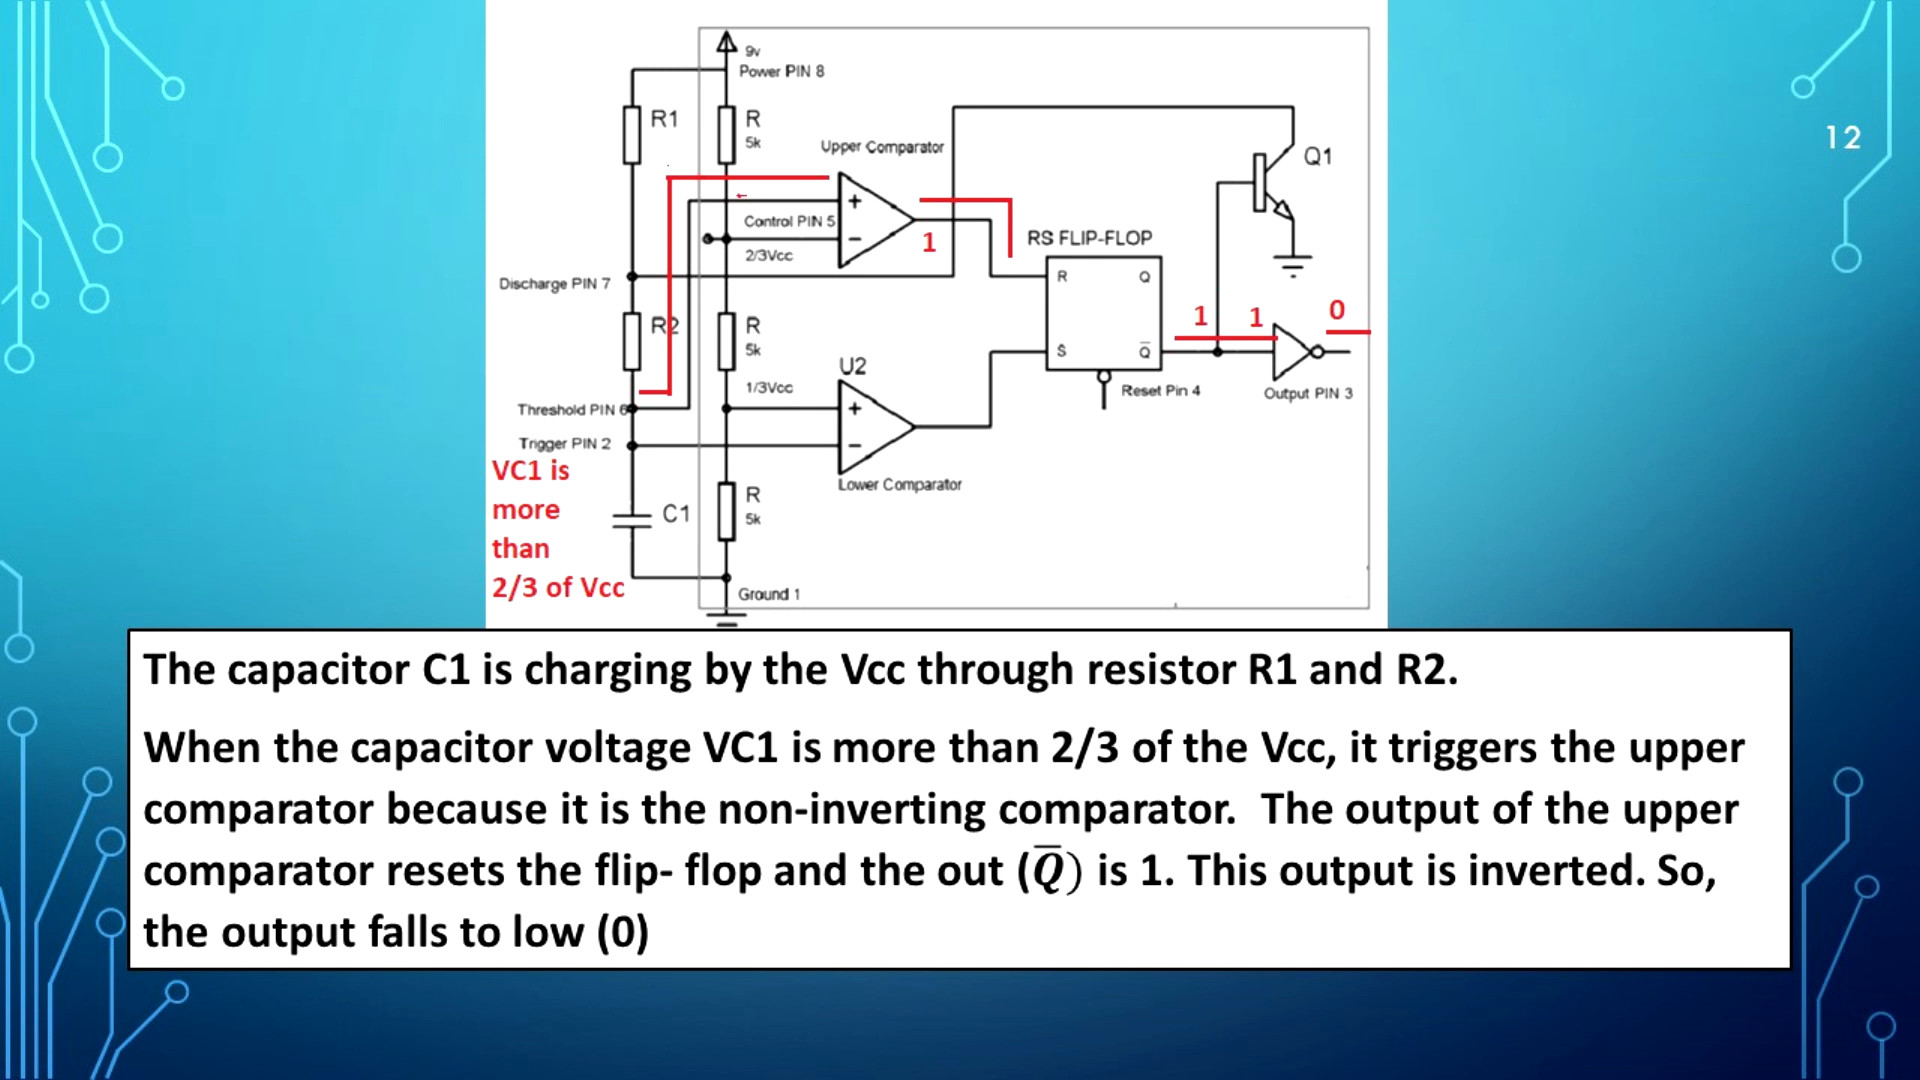 9v
Power PIN 8
12
R1
R
5k
Upper Comparator
Q1
+
Control PIN 5
-
1
2/3Vcc
RS FLIP-FLOP
Discharge PIN 7
R
Q
R2
R
5k
1
1
0
S
Q̅
U2
1/3Vcc
Reset Pin 4
Output PIN 3
Threshold PIN 6
+
Trigger PIN 2
-
VC1 is
more
than
2/3 of Vcc
Lower Comparator
C1
R
5k
Ground 1
The capacitor C1 is charging by the Vcc through resistor R1 and R2.
When the capacitor voltage VC1 is more than 2/3 of the Vcc, it triggers the upper
comparator because it is the non-inverting comparator.  The output of the upper
comparator resets the flip- flop and the out (Q̅) is 1. This output is inverted. So,
the output falls to low (0)